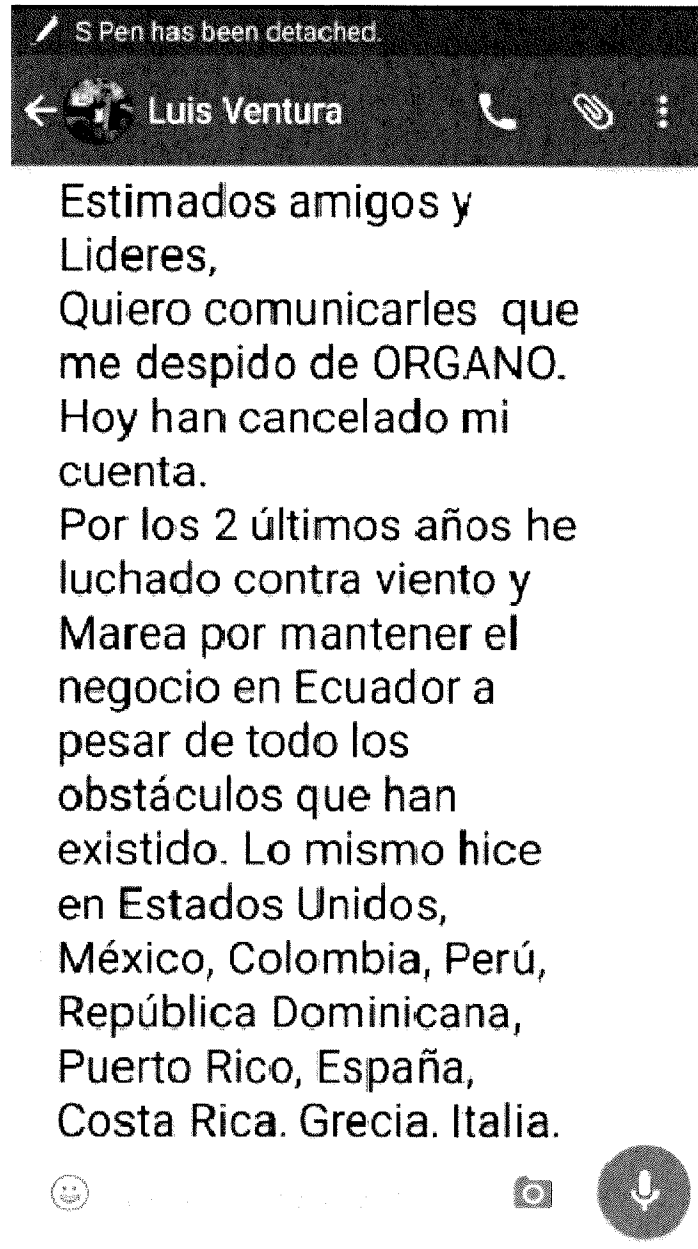 S Pen has been detached.
Luis Ventura
Estimados amigos y
Lideres,
Quiero comunicarles que
me despido de ORGANO.
Hoy han cancelado mi
cuenta.
Por los 2 últimos años he
luchado contra viento y
Marea por mantener el
negocio en Ecuador a
pesar de todo los
obstáculos que han
existido. Lo mismo hice
en Estados Unidos,
México, Colombia, Perú,
República Dominicana,
Puerto Rico, España,
Costa Rica. Grecia. Italia.